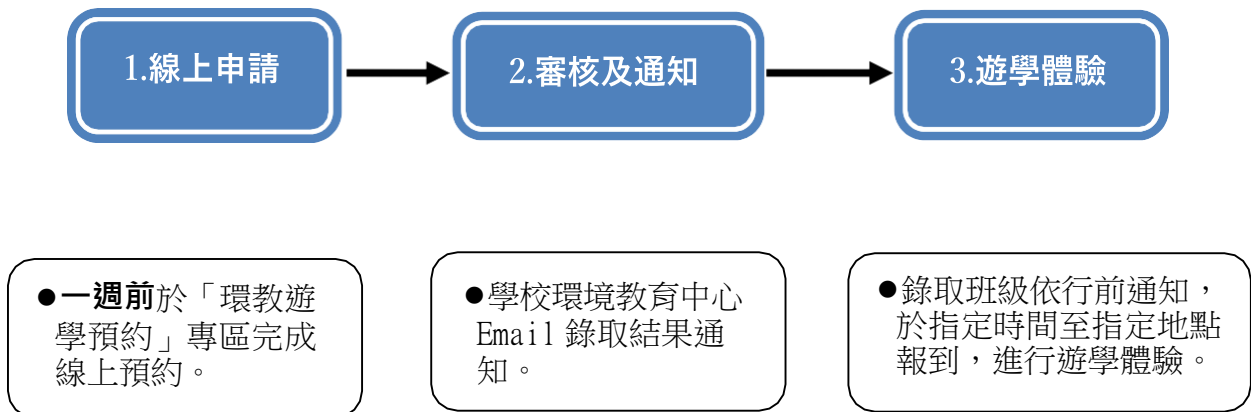 1.線上申請
2.審核及通知
3.遊學體驗
●一週前於「環教遊
學預約」專區完成
線上預約。
●學校環境教育中心
Email 錄取結果通
知。
●錄取班級依行前通知，
於指定時間至指定地點
報到，進行遊學體驗。